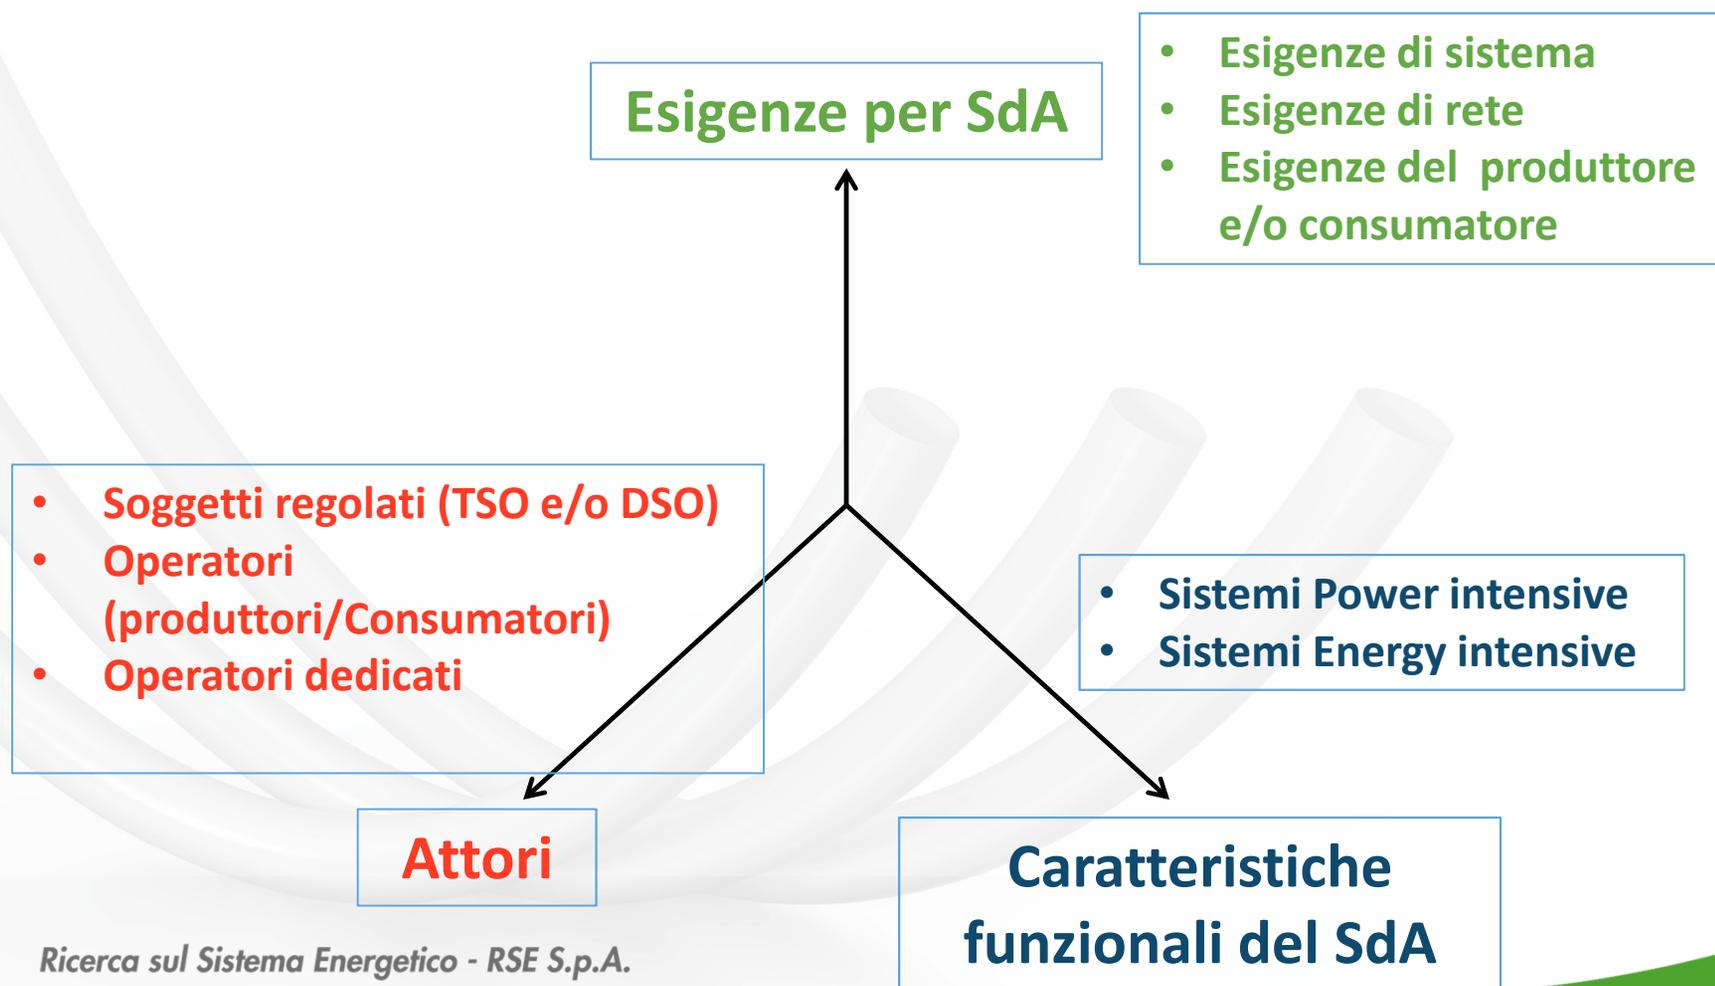 Esigenze per SdA
• Esigenze di sistema
• Esigenze di rete
• Esigenze del  produttore
e/o consumatore
• Soggetti regolati (TSO e/o DSO)
• Operatori
(produttori/Consumatori)
• Operatori dedicati
• Sistemi Power intensive
• Sistemi Energy intensive
Attori
Caratteristiche
funzionali del SdA
Ricerca sul Sistema Energetico - RSE S.p.A.